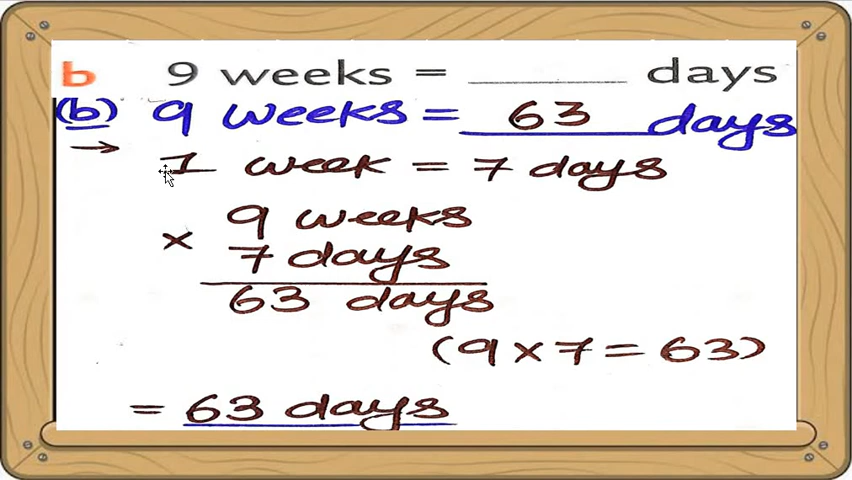 b 9 weeks = ______ days
(b) 9 weeks = 63 days
→ 1 week = 7 days
9 weeks
× 7 days
63 days
(9 × 7 = 63)
= 63 days